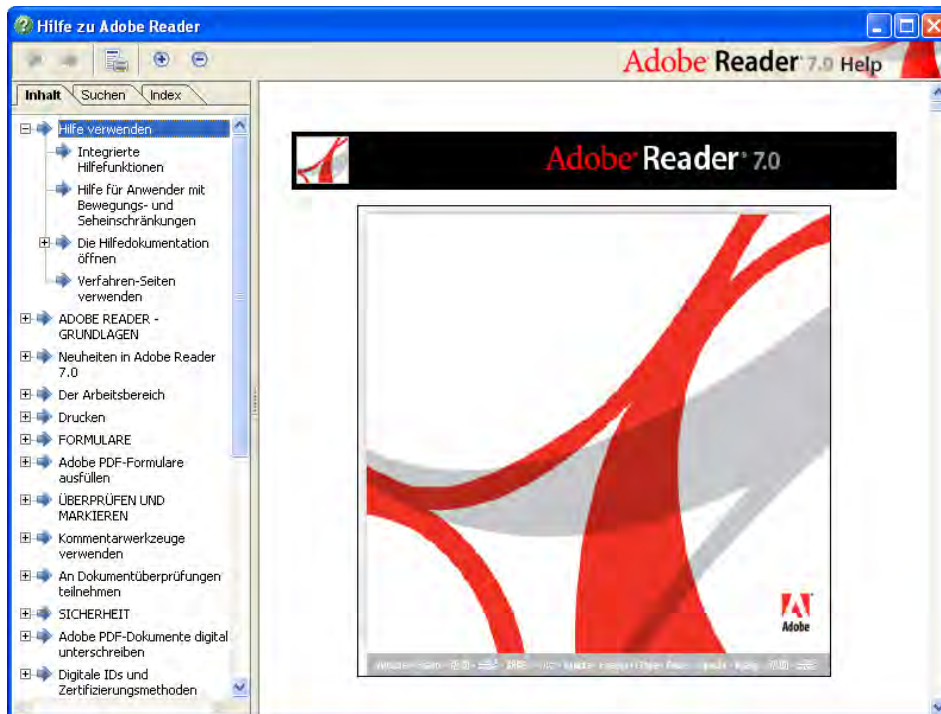 Hilfe zu Adobe Reader
Adobe Reader 7.0 Help
Inhalt Suchen Index
Hilfe verwenden
Integrierte
Hilfefunktionen
Hilfe für Anwender mit
Bewegungs- und
Seheinschränkungen
Die Hilfedokumentation
öffnen
Verfahren-Seiten
verwenden
ADOBE READER -
GRUNDLAGEN
Neuheiten in Adobe Reader
7.0
Der Arbeitsbereich
Drucken
FORMULARE
Adobe PDF-Formulare
ausfüllen
ÜBERPRÜFEN UND
MARKIEREN
Kommentarwerkzeuge
verwenden
An Dokumentüberprüfungen
teilnehmen
SICHERHEIT
Adobe PDF-Dokumente digital
unterschreiben
Digitale IDs und
Zertifizierungsmethoden
Adobe Reader 7.0
Adobe